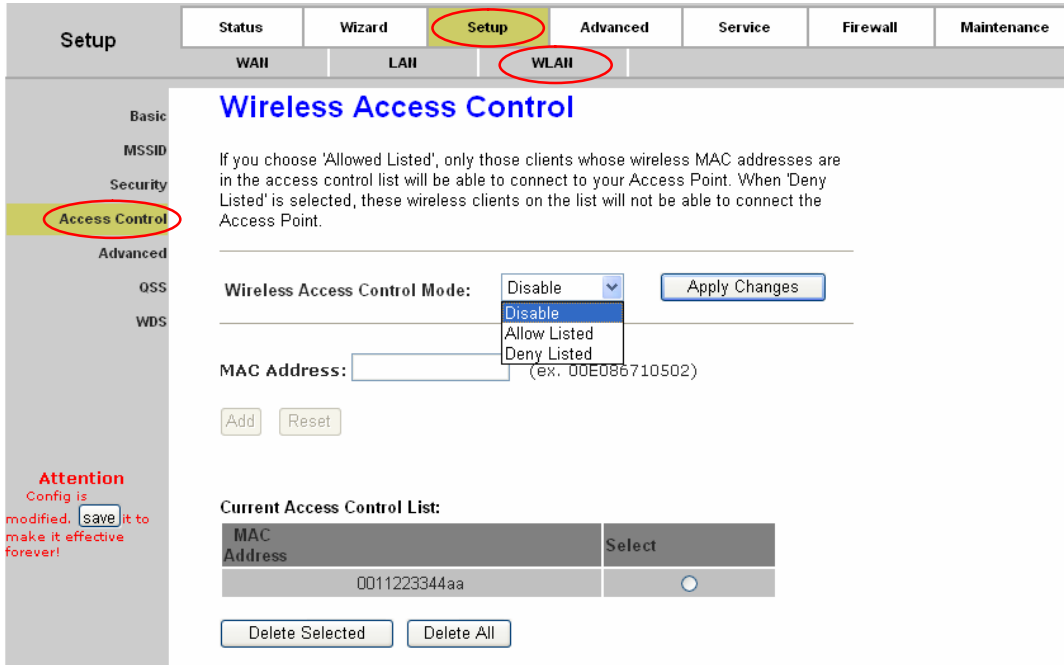 Setup
Status Wizard Setup Advanced Service Firewall Maintenance
WAN LAN WLAN
Basic
MSSID
Security
Access Control
Advanced
QSS
WDS
Attention
Config is
modified. save it to
make it effective
forever!
Wireless Access Control
If you choose 'Allowed Listed', only those clients whose wireless MAC addresses are
in the access control list will be able to connect to your Access Point. When 'Deny
Listed' is selected, these wireless clients on the list will not be able to connect the
Access Point.
Wireless Access Control Mode: Disable Apply Changes
Disable
Allow Listed
Deny Listed
MAC Address: (ex. 00E086710502)
Add Reset
Current Access Control List:
MAC
Address
Select
0011223344aa
Delete Selected Delete All